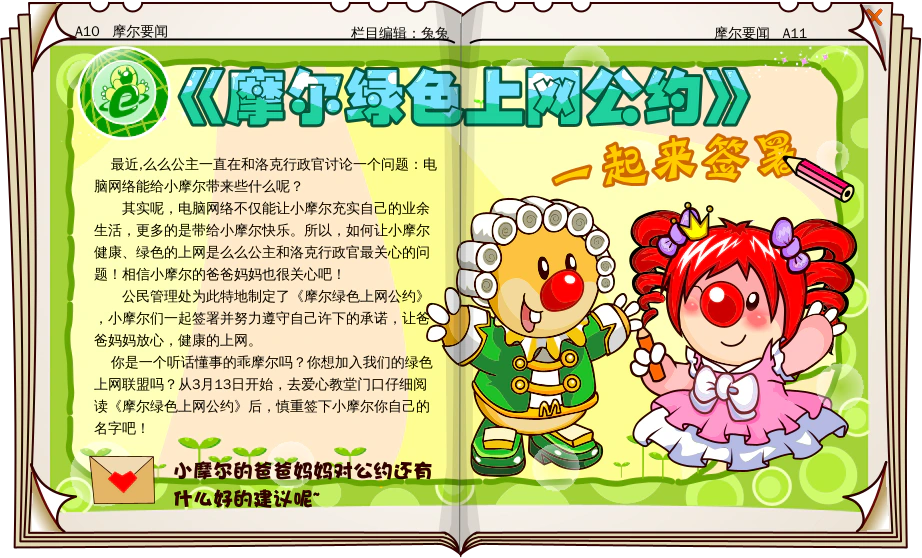 A10 摩尔要闻
栏目编辑：兔兔
摩尔要闻 A11
e
《摩尔绿色上网公约》
一起来签署
最近,么么公主一直在和洛克行政官讨论一个问题：电
脑网络能给小摩尔带来些什么呢？
其实呢，电脑网络不仅能让小摩尔充实自己的业余
生活，更多的是带给小摩尔快乐。所以，如何让小摩尔
健康、绿色的上网是么么公主和洛克行政官最关心的问
题！相信小摩尔的爸爸妈妈也很关心吧！
公民管理处为此特地制定了《摩尔绿色上网公约》
，小摩尔们一起签署并努力遵守自己许下的承诺，让爸
爸妈妈放心，健康的上网。
你是一个听话懂事的乖摩尔吗？你想加入我们的绿色
上网联盟吗？从3月13日开始，去爱心教堂门口仔细阅
读《摩尔绿色上网公约》后，慎重签下小摩尔你自己的
名字吧！
小摩尔的爸爸妈妈对公约还有
什么好的建议呢~
M